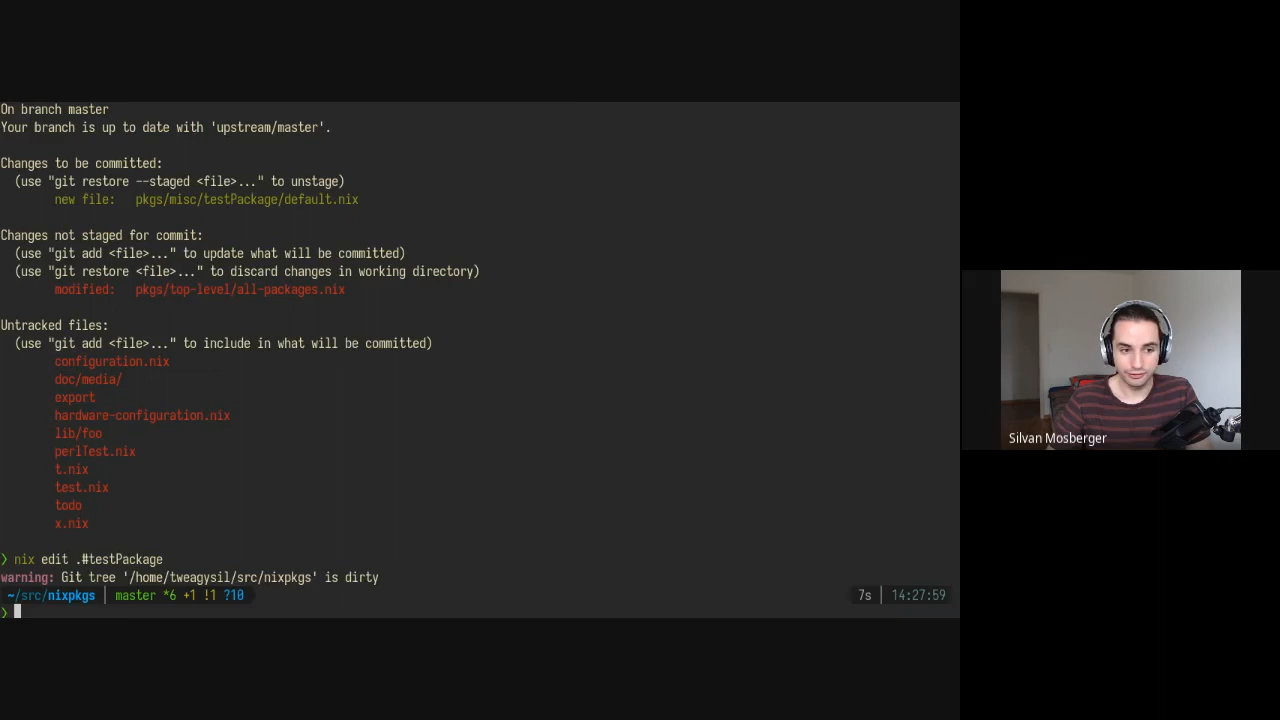 On branch master
Your branch is up to date with 'upstream/master'.
Changes to be committed:
(use "git restore --staged <file>..." to unstage)
new file: pkgs/misc/testPackage/default.nix
Changes not staged for commit:
(use "git add <file>..." to update what will be committed)
(use "git restore <file>..." to discard changes in working directory)
modified: pkgs/top-level/all-packages.nix
Untracked files:
(use "git add <file>..." to include in what will be committed)
configuration.nix
doc/media/
export
hardware-configuration.nix
lib/foo
perlTest.nix
t.nix
test.nix
todo
x.nix
❯ nix edit .#testPackage
warning: Git tree '/home/tweagysil/src/nixpkgs' is dirty
~/src/nixpkgs │ master *6 +1 !1 ?10 7s │ 14:27:59
❯
Silvan Mosberger